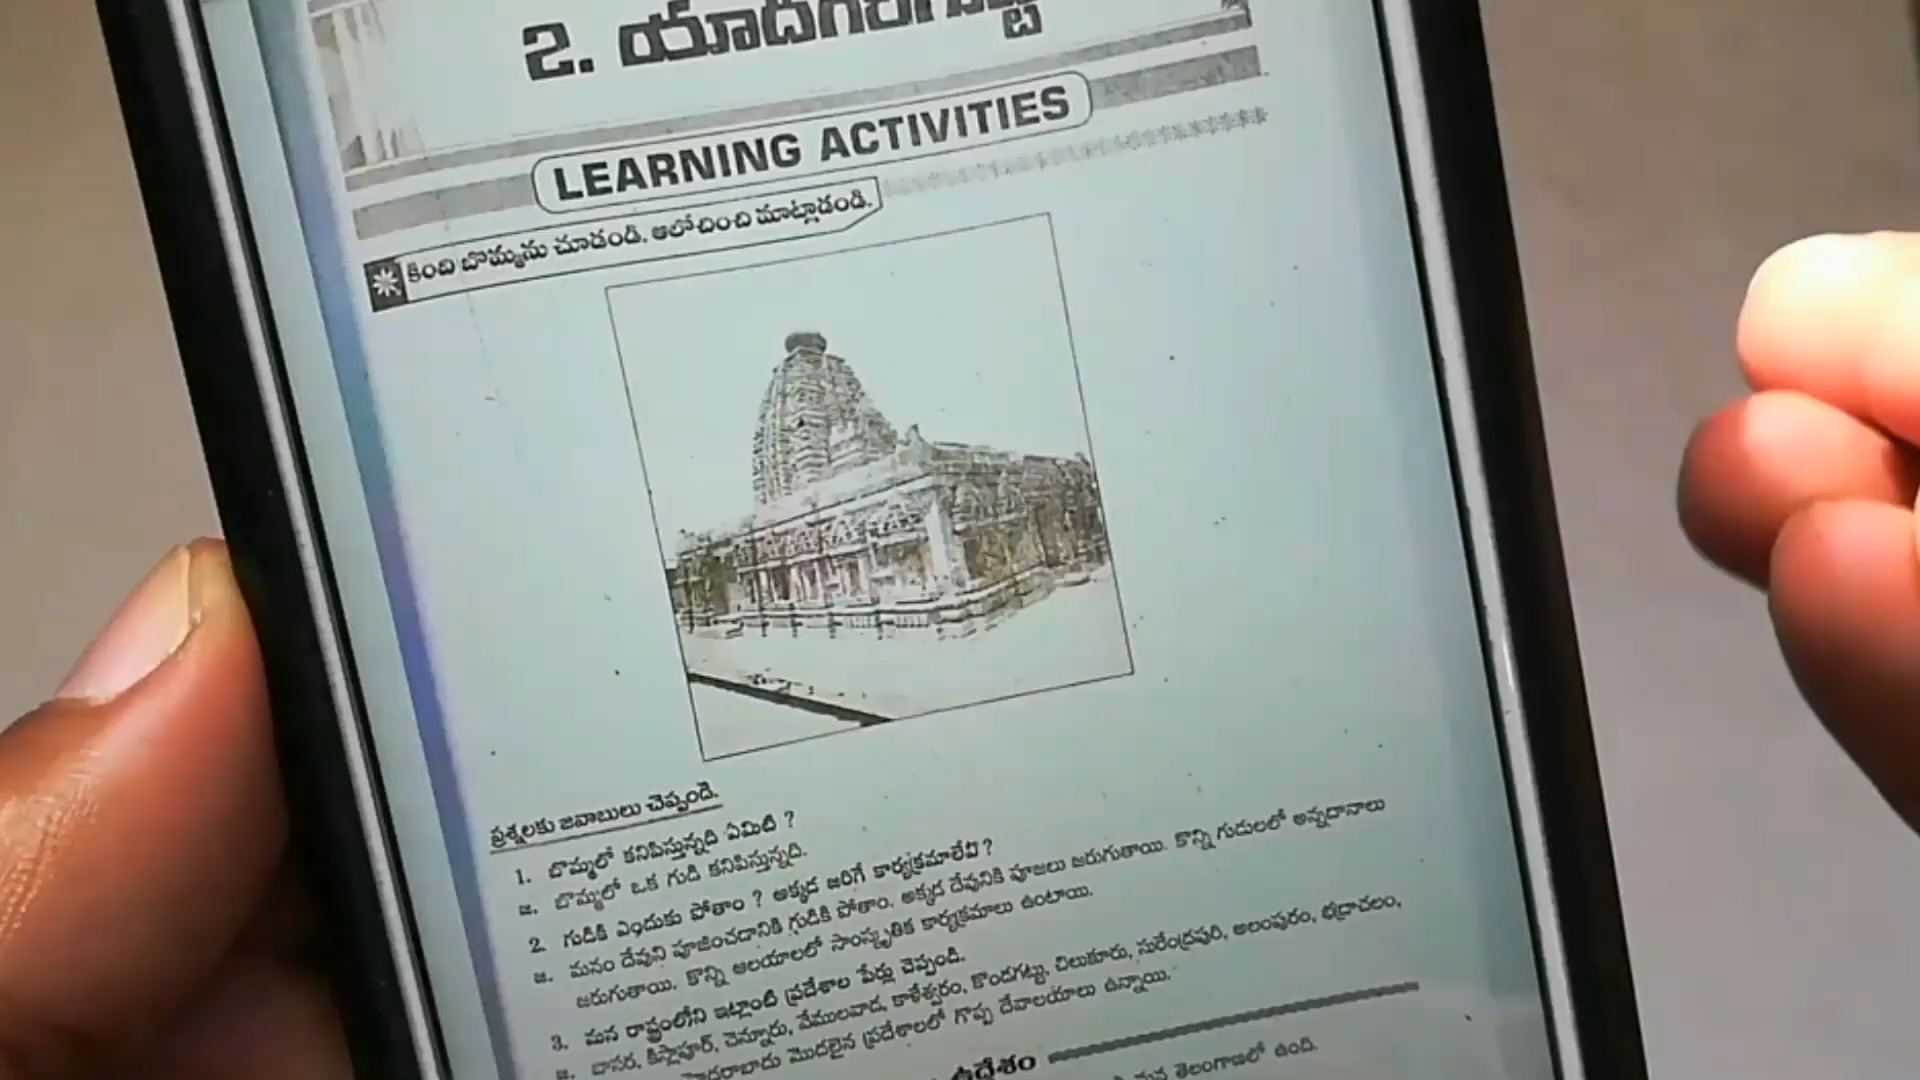 2. యాదగిరిగుట్ట
LEARNING ACTIVITIES
కింది బొమ్మను చూడండి. ఆలోచించి మాట్లాడండి.
ప్రశ్నలకు జవాబులు చెప్పండి.
1. బొమ్మలో కనిపిస్తున్నది ఏమిటి ?
జ. బొమ్మలో ఒక గుడి కనిపిస్తున్నది.
2. గుడికి ఎందుకు పోతాం ? అక్కడ జరిగే కార్యక్రమాలేవి ?
జ. మనం దేవుని పూజించడానికి గుడికి పోతాం. అక్కడ దేవునికి పూజలు జరుగుతాయి. కొన్ని గుడులలో అన్నదానాలు
జరుగుతాయి. కొన్ని ఆలయాలలో సాంస్కృతిక కార్యక్రమాలు ఉంటాయి.
3. మన రాష్ట్రంలోని ఇట్లాంటి ప్రదేశాల పేర్లు చెప్పండి.
జ. బాసర, కీస్లాపూర్, చెన్నూరు, వేములవాడ, కాళేశ్వరం, కొండగట్టు, చిలుకూరు, సురేంద్రపురి, అలంపురం, భద్రాచలం,
మొదలైన ప్రదేశాలలో గొప్ప దేవాలయాలు ఉన్నాయి.
ఉద్దేశం
మన తెలంగాణలో ఉంది.